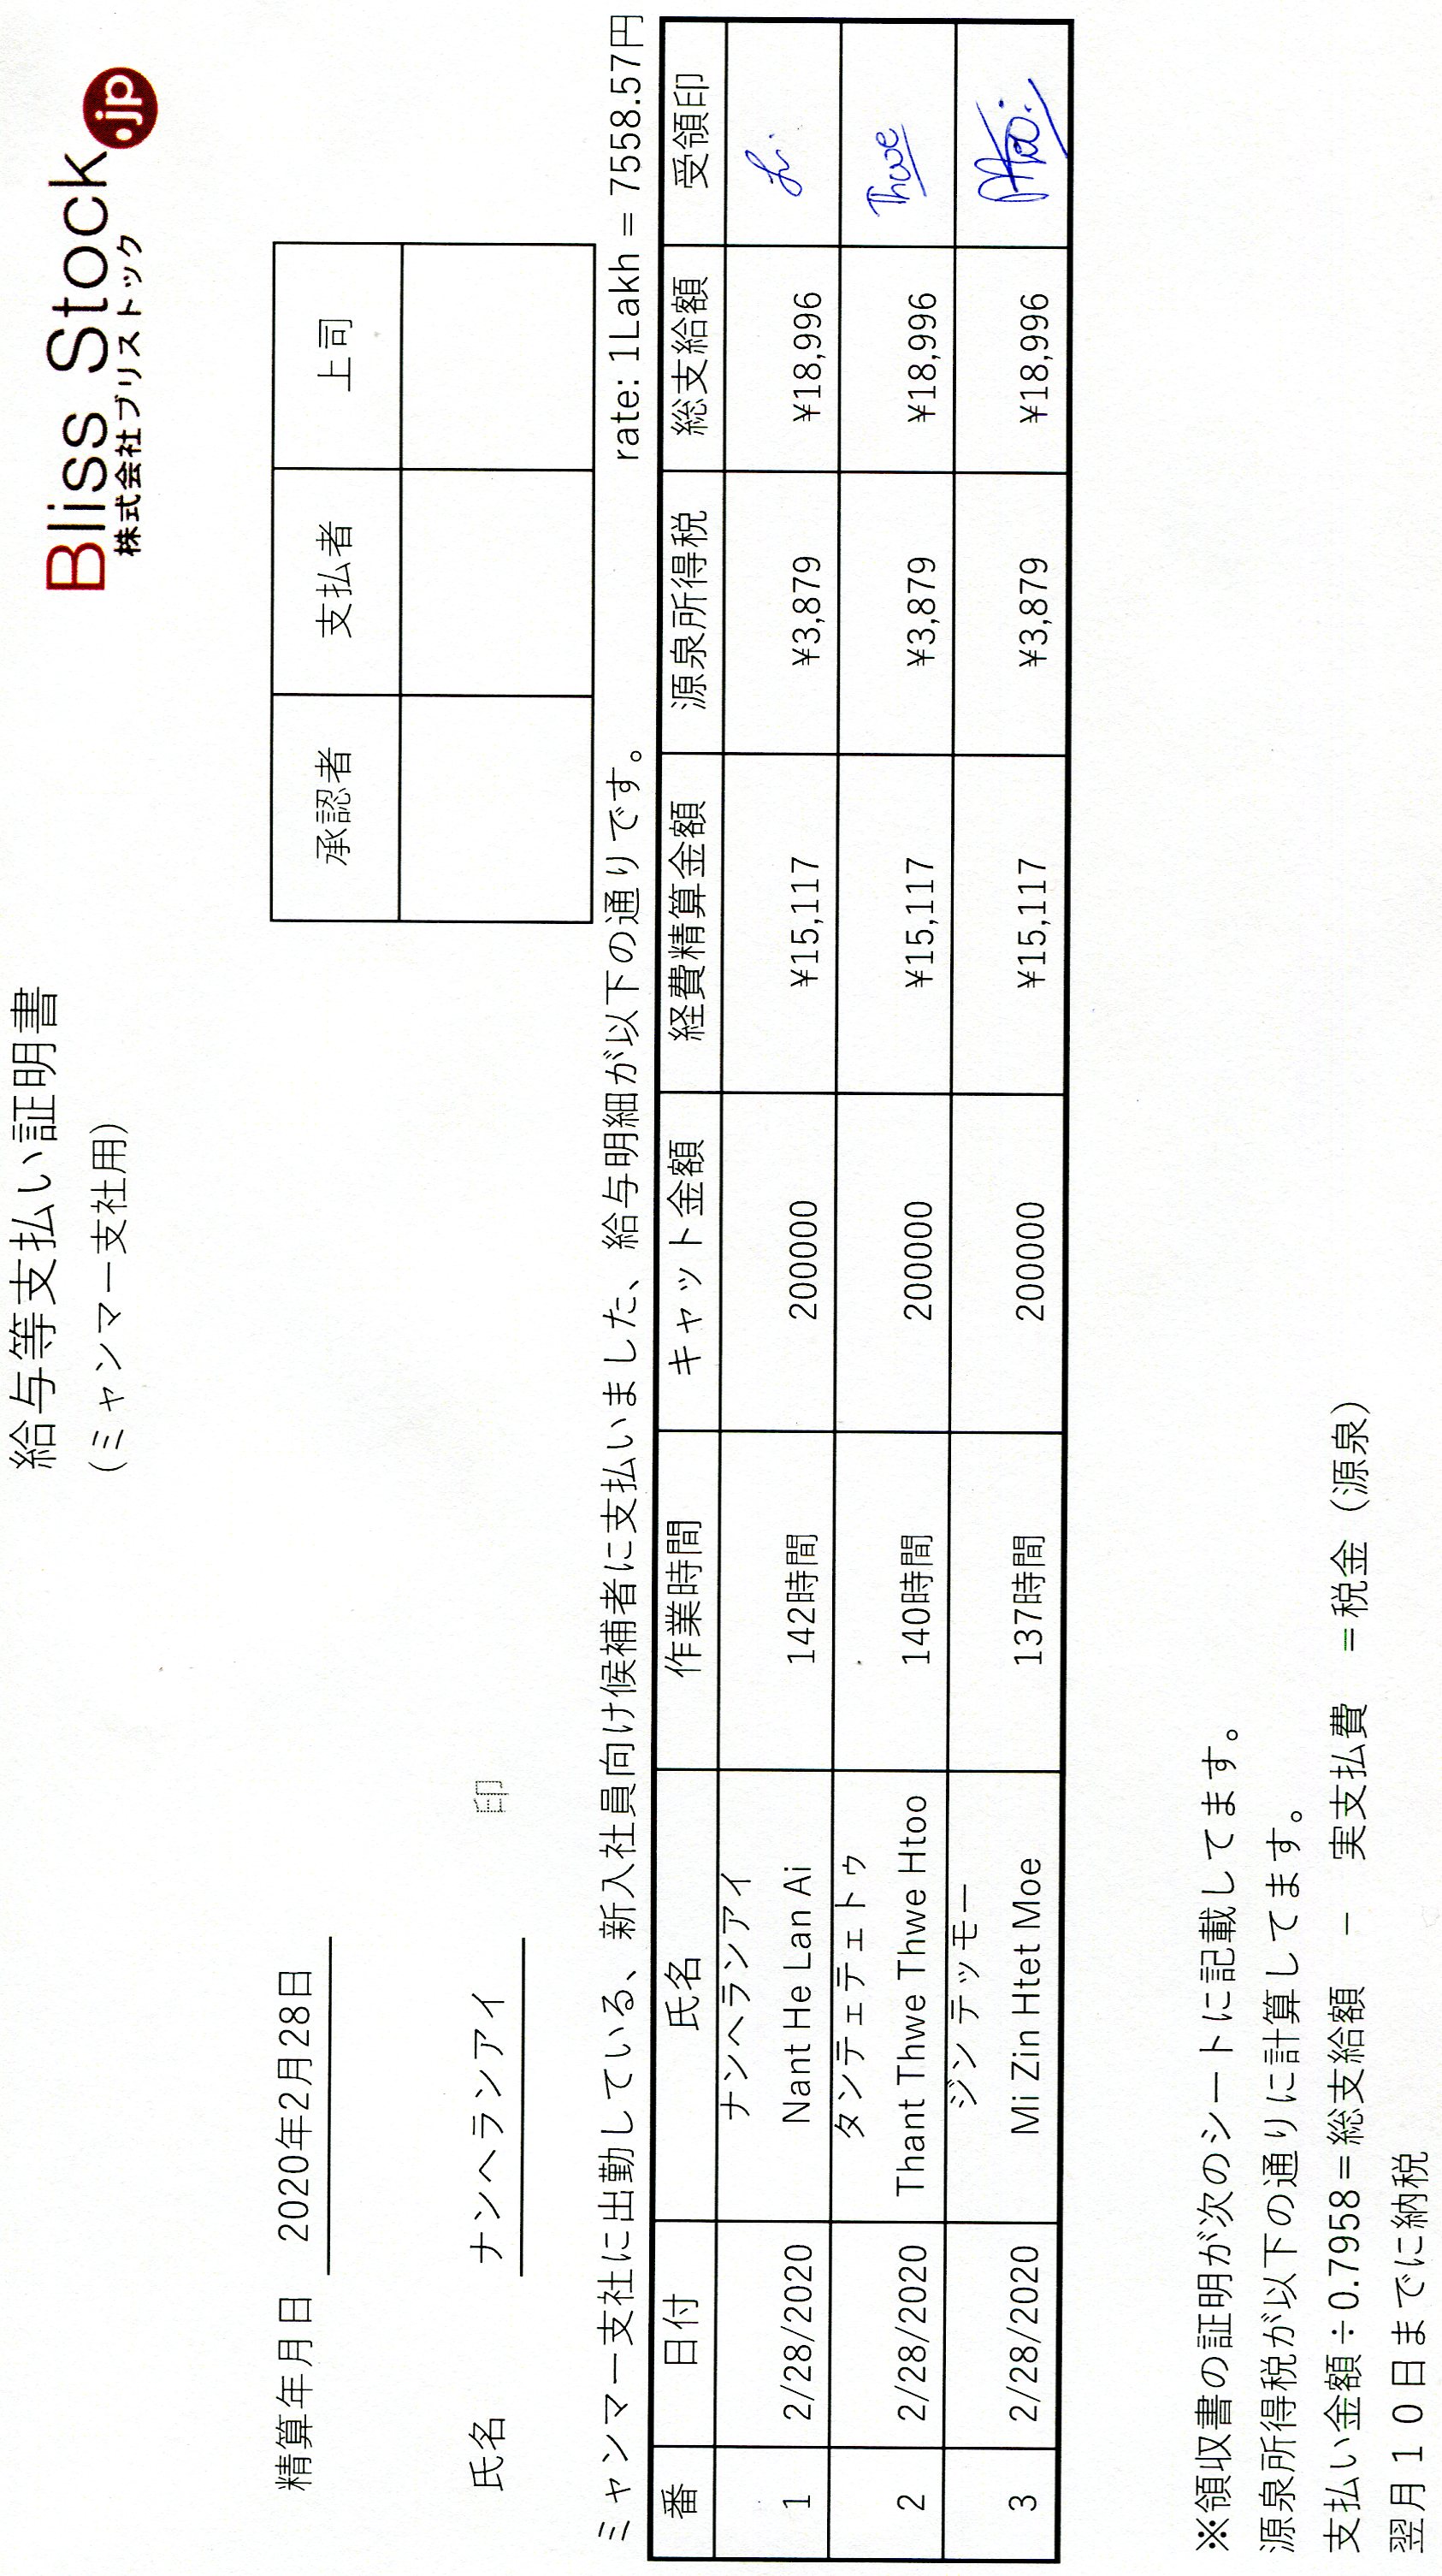 給与等支払い証明書
(ミャンマー支社用)
Bliss Stock.jp
株式会社ブリストック
精算年月日 2020年2月28日
承認者 支払者 上司
氏名 ナンヘランアイ 印
ミャンマー支社に出勤している、新入社員向け候補者に支払いました、給与明細が以下の通りです。 rate: 1Lakh = 7558.57円
番 日付 氏名 作業時間 キャット金額 経費精算金額 源泉所得税 総支給額 受領印
ナンヘランアイ
1 2/28/2020 Nant He Lan Ai 142時間 200000 ¥15,117 ¥3,879 ¥18,996
タンテェテェトゥ
2 2/28/2020 Thant Thwe Thwe Htoo 140時間 200000 ¥15,117 ¥3,879 ¥18,996 Thwe
ジン テッモー
3 2/28/2020 Mi Zin Htet Moe 137時間 200000 ¥15,117 ¥3,879 ¥18,996
※領収書の証明が次のシートに記載してます。
源泉所得税が以下の通りに計算してます。
支払い金額÷0.7958＝総支給額 － 実支払費 ＝税金（源泉）
翌月１０日までに納税